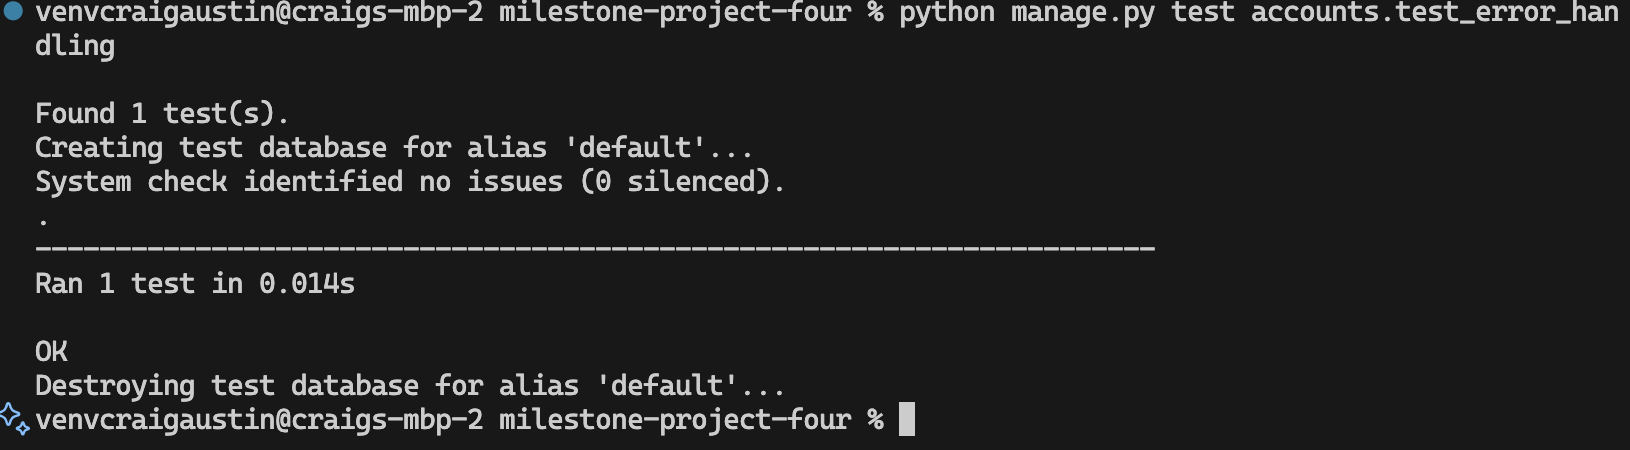 venvcraigaustin@craigs-mbp-2 milestone-project-four % python manage.py test accounts.test_error_han
dling
Found 1 test(s).
Creating test database for alias 'default'...
System check identified no issues (0 silenced).
.
----------------------------------------------------------------------
Ran 1 test in 0.014s
OK
Destroying test database for alias 'default'...
venvcraigaustin@craigs-mbp-2 milestone-project-four %